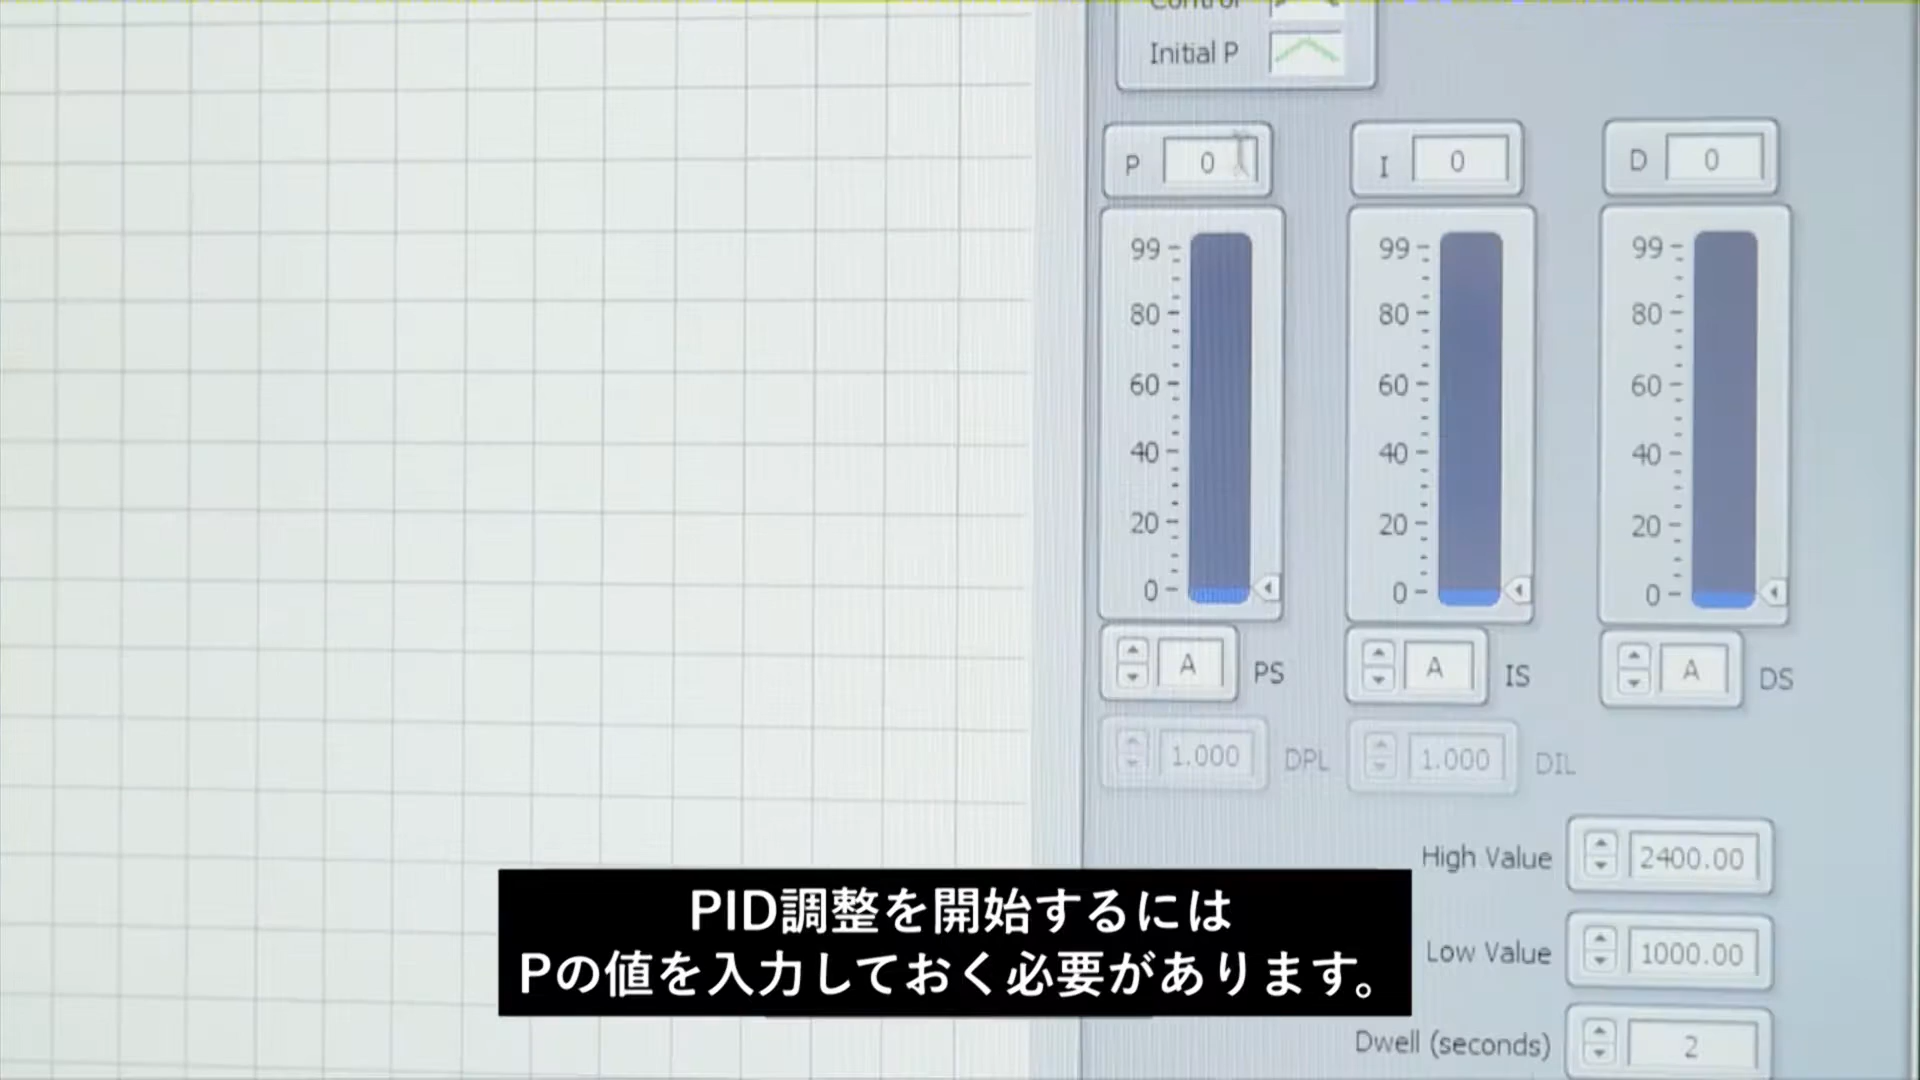 Control
Initial P
P 0 I 0 D 0
99 99 99
80 80 80
60 60 60
40 40 40
20 20 20
0 0 0
A PS A IS A DS
1.000 DPL 1.000 DIL
High Value 2400.00
Low Value 1000.00
Dwell (seconds) 2
PID調整を開始するには
Pの値を入力しておく必要があります。